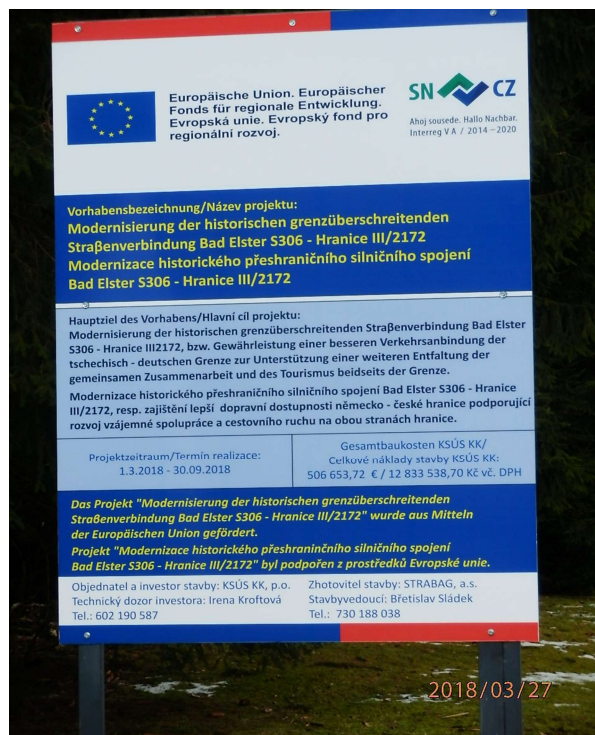 Europäische Union. Europäischer
Fonds für regionale Entwicklung.
Evropská unie. Evropský fond pro
regionální rozvoj.
SN CZ
Ahoj sousede. Hallo Nachbar.
Interreg V A / 2014 – 2020
Vorhabensbezeichnung/Název projektu:
Modernisierung der historischen grenzüberschreitenden
Straβenverbindung Bad Elster S306 - Hranice III/2172
Modernizace historického přeshraničního silničního spojení
Bad Elster S306 - Hranice III/2172
Hauptziel des Vorhabens/Hlavní cíl projektu:
Modernisierung der historischen grenzüberschreitenden Straβenverbindung Bad Elster
S306 - Hranice III2172, bzw. Gewährleistung einer besseren Verkehrsanbindung der
tschechisch - deutschen Grenze zur Unterstützung einer weiteren Entfaltung der
gemeinsamen Zusammenarbeit und des Tourismus beidseits der Grenze.
Modernizace historického přeshraničního silničního spojení Bad Elster S306 - Hranice
III/2172, resp. zajištění lepší dopravní dostupnosti německo - české hranice podporující
rozvoj vzájemné spolupráce a cestovního ruchu na obou stranách hranice.
Projektzeitraum/Termín realizace:
1.3.2018 - 30.09.2018
Gesamtbaukosten KSÚS KK/
Celkové náklady stavby KSÚS KK:
506 653,72 € / 12 833 538,70 Kč vč. DPH
Das Projekt "Modernisierung der historischen grenzüberschreitenden
Straßenverbindung Bad Elster S306 - Hranice III/2172" wurde aus Mitteln
der Europäischen Union gefördert.
Projekt "Modernizace historického přeshraninčního silničního spojení
Bad Elster S306 - Hranice III/2172" byl podpořen z prostředků Evropské unie.
Objednatel a investor stavby: KSÚS KK, p.o.
Technický dozor investora: Irena Kroftová
Tel.: 602 190 587
Zhotovitel stavby: STRABAG, a.s.
Stavbyvedoucí: Břetislav Sládek
Tel.: 730 188 038
2018/03/27